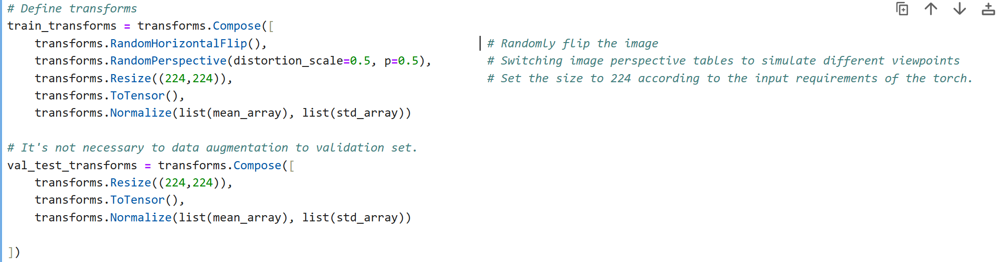 # Define transforms
train_transforms = transforms.Compose([
    transforms.RandomHorizontalFlip(),                               # Randomly flip the image
    transforms.RandomPerspective(distortion_scale=0.5, p=0.5),        # Switching image perspective tables to simulate different viewpoints
    transforms.Resize((224,224)),                                     # Set the size to 224 according to the input requirements of the torch.
    transforms.ToTensor(),
    transforms.Normalize(list(mean_array), list(std_array))
# It's not necessary to data augmentation to validation set.
val_test_transforms = transforms.Compose([
    transforms.Resize((224,224)),
    transforms.ToTensor(),
    transforms.Normalize(list(mean_array), list(std_array))
])